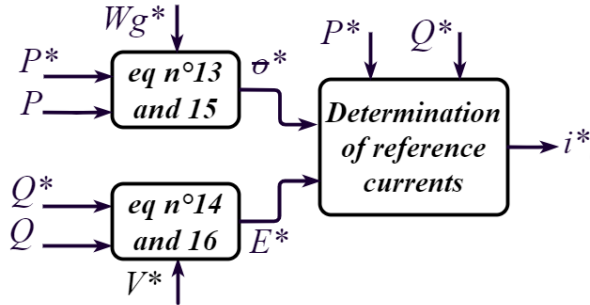 Wg*
P*
P
eq n°13
and 15
P*
Q*
Determination
of reference
currents
i*
Q*
Q
eq n°14
and 16
E*
V*